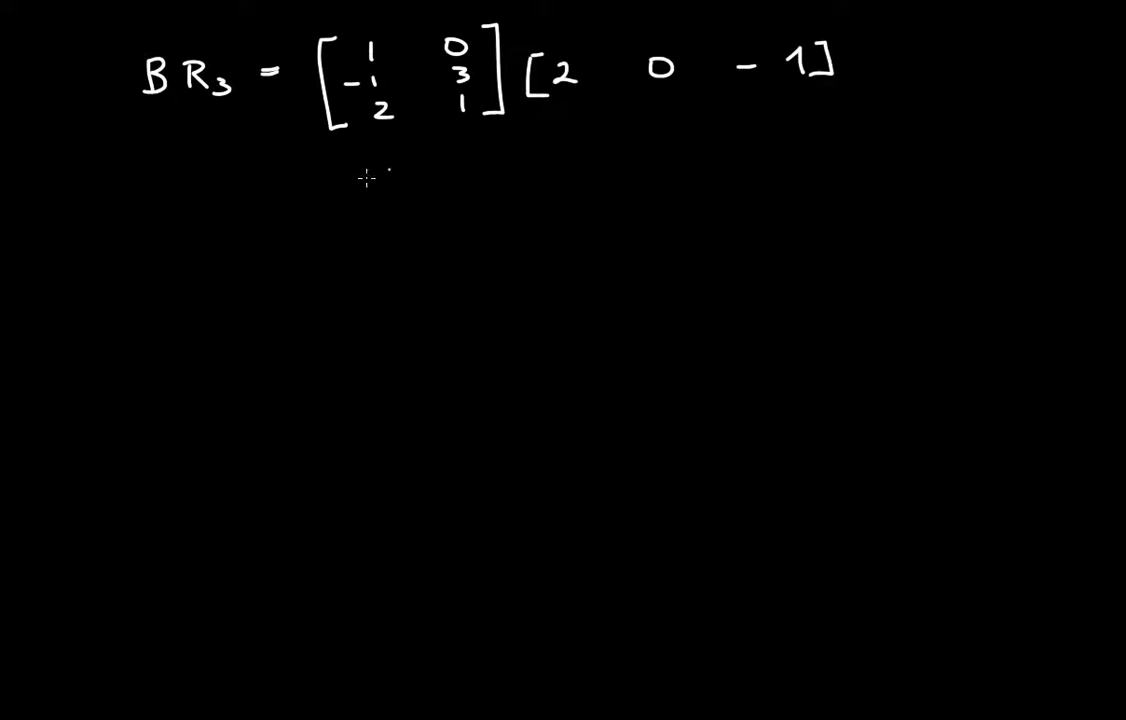 BR₃ = [ 1 0 ; -1 3 ; 2 1 ] [ 2 0 -1 ]